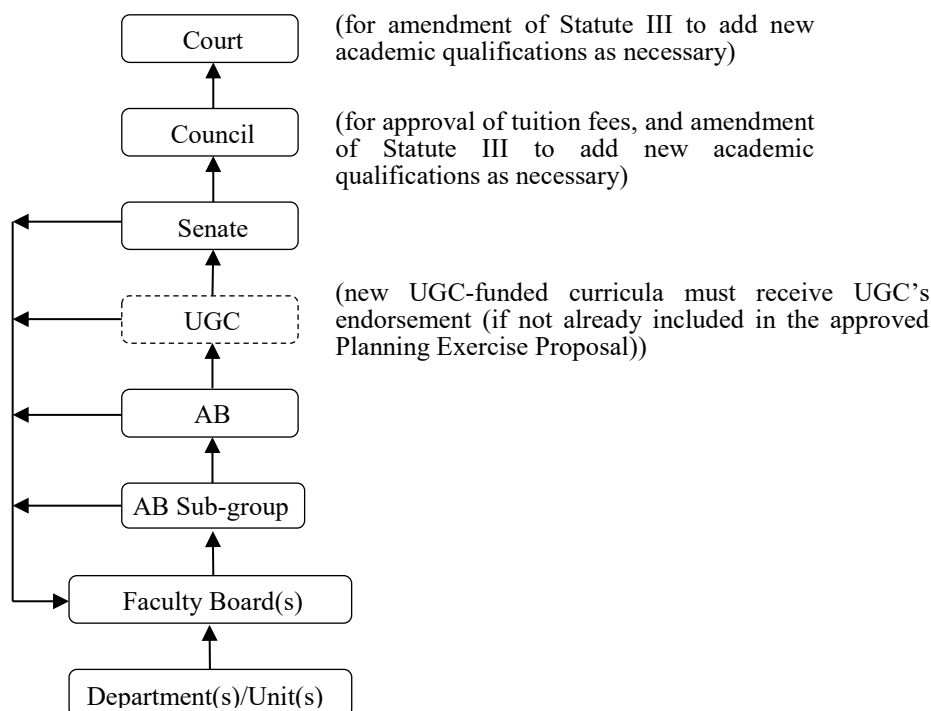 Court
(for amendment of Statute III to add new
academic qualifications as necessary)
Council
(for approval of tuition fees, and amendment
of Statute III to add new academic
qualifications as necessary)
Senate
UGC
(new UGC-funded curricula must receive UGC’s
endorsement (if not already included in the approved
Planning Exercise Proposal))
AB
AB Sub-group
Faculty Board(s)
Department(s)/Unit(s)